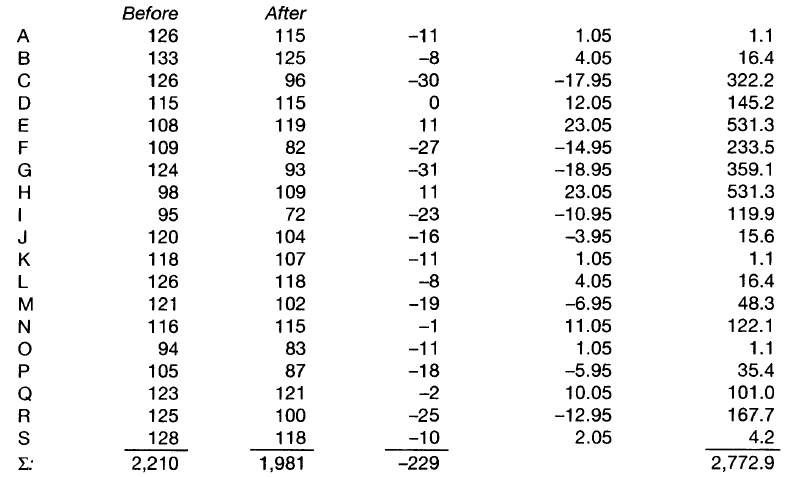 Before After
A 126 115 –11 1.05 1.1
B 133 125 –8 4.05 16.4
C 126 96 –30 –17.95 322.2
D 115 115 0 12.05 145.2
E 108 119 11 23.05 531.3
F 109 82 –27 –14.95 233.5
G 124 93 –31 –18.95 359.1
H 98 109 11 23.05 531.3
I 95 72 –23 –10.95 119.9
J 120 104 –16 –3.95 15.6
K 118 107 –11 1.05 1.1
L 126 118 –8 4.05 16.4
M 121 102 –19 –6.95 48.3
N 116 115 –1 11.05 122.1
O 94 83 –11 1.05 1.1
P 105 87 –18 –5.95 35.4
Q 123 121 –2 10.05 101.0
R 125 100 –25 –12.95 167.7
S 128 118 –10 2.05 4.2
Σ: 2,210 1,981 –229 2,772.9